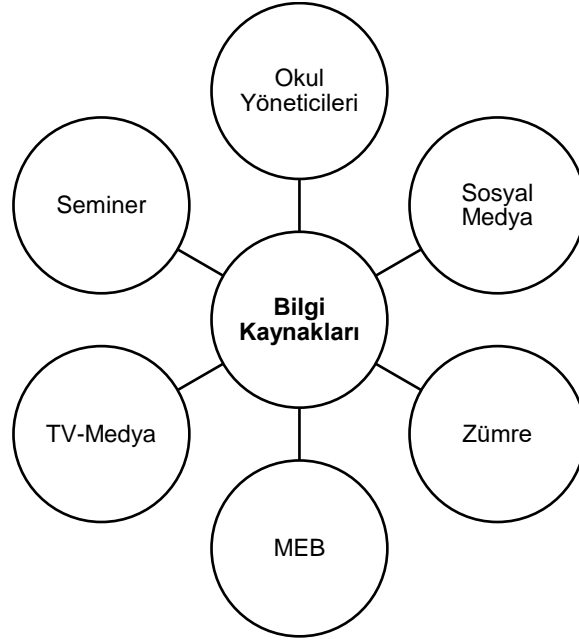 Okul
Yöneticileri
Seminer
Sosyal
Medya
Bilgi
Kaynakları
TV-Medya
Zümre
MEB